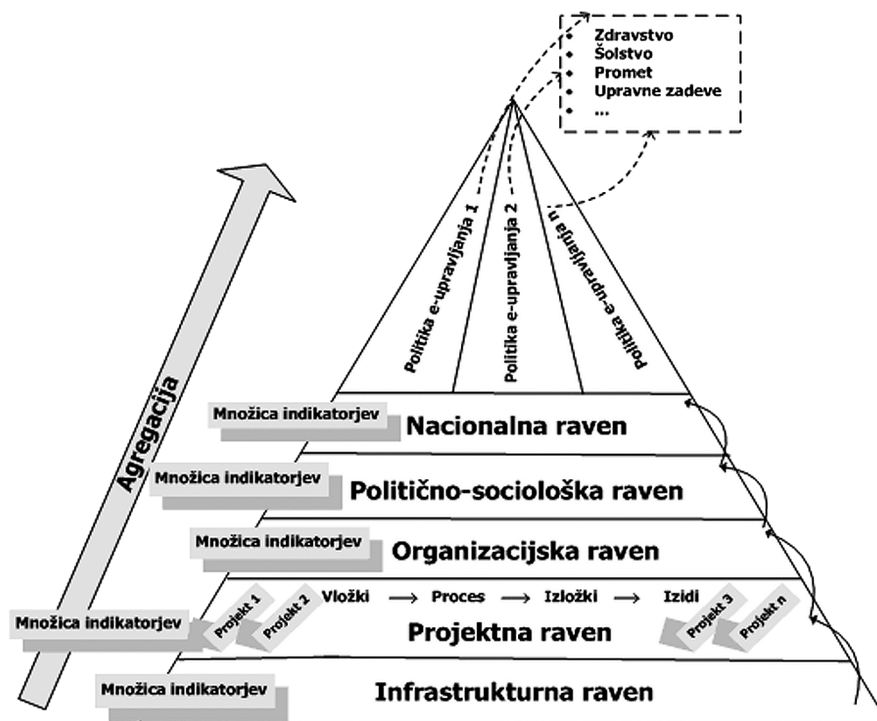 Zdravstvo
Šolstvo
Promet
Upravne zadeve
...
Politika e-upravljanja 1
Politika e-upravljanja 2
Politika e-upravljanja n
Agregacija
Množica indikatorjev
Nacionalna raven
Množica indikatorjev
Politično-sociološka raven
Množica indikatorjev
Organizacijska raven
Množica indikatorjev
Projekt 1
Projekt 2
Vložki → Proces → Izložki → Izidi
Projekt 3
Projekt n
Projektna raven
Množica indikatorjev
Infrastrukturna raven